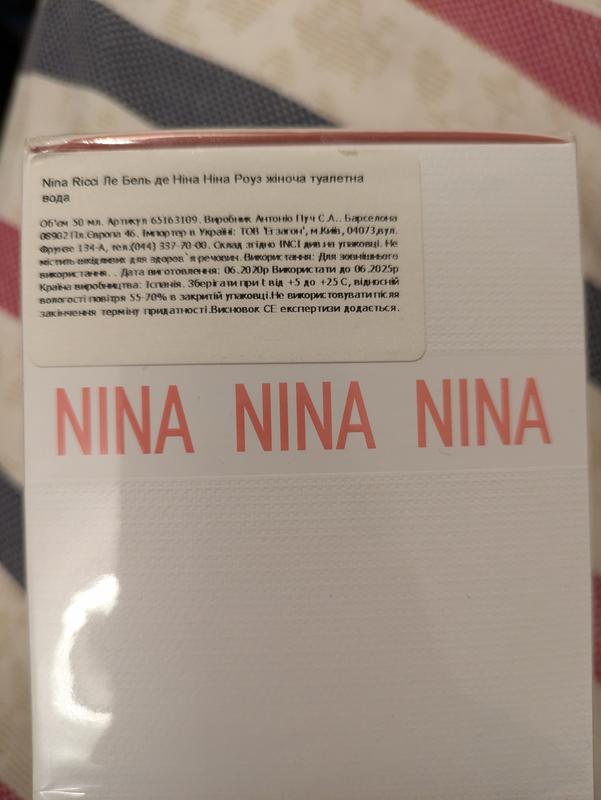 Nina Ricci Ле Бель де Ніна Ніна Роуз жіноча туалетна
вода
Об'єм 50 мл. Артикул 65163109. Виробник Антоніо Пуч С.А.. Барселона
08902 Пл.Європа 46. Імпортер в Україні: ТОВ 'Егзагон', м.Київ, 04073,вул.
Фрунзе 134-А, тел.(044) 337-70-00. Склад згідно INCI див.на упаковці. Не
містить шкідливих для здоров`я речовин. Використання: Для зовнішнього
використання. . Дата виготовлення: 06.2020р Використати до 06.2025р
Країна виробництва: Іспанія. Зберігати при t від +5 до +25 С, відносній
вологості повітря 55-70% в закритій упаковці.Не використовувати після
закінчення терміну придатності.Висновок СЕ експертизи додається.
NINA NINA NINA